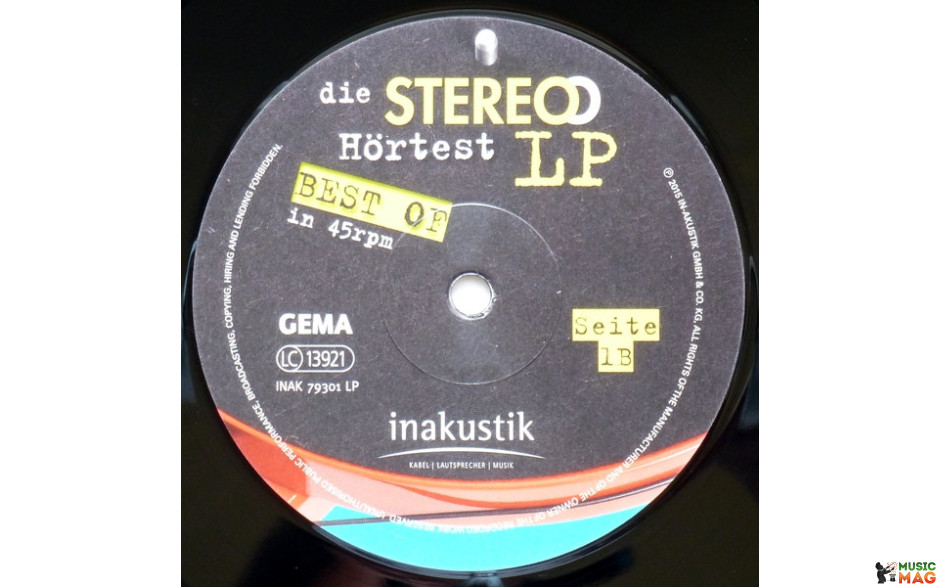 die STEREO
Hörtest LP
BEST OF
in 45rpm
GEMA
LC 13921
INAK 79301 LP
Seite
1B
inakustik
KABEL | LAUTSPRECHER | MUSIK
℗ 2015 IN-AKUSTIK GMBH & CO. KG. ALL RIGHTS OF THE MANUFACTURER AND OF THE OWNER OF THE RECORDED WORK RESERVED. UNAUTHORISED PUBLIC PERFORMANCE, BROADCASTING, COPYING, HIRING AND LENDING FORBIDDEN.
MUSIC
MAG